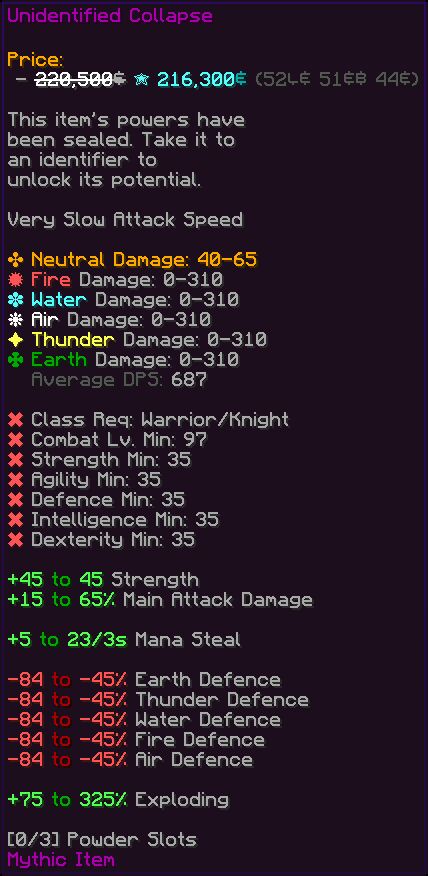 Unidentified Collapse
Price:
- 220,500² ✮ 216,300² (52¼² 51²½ 44²)
This item's powers have
been sealed. Take it to
an identifier to
unlock its potential.
Very Slow Attack Speed
✣ Neutral Damage: 40-65
✹ Fire Damage: 0-310
❉ Water Damage: 0-310
❋ Air Damage: 0-310
✦ Thunder Damage: 0-310
✤ Earth Damage: 0-310
Average DPS: 687
✖ Class Req: Warrior/Knight
✖ Combat Lv. Min: 97
✖ Strength Min: 35
✖ Agility Min: 35
✖ Defence Min: 35
✖ Intelligence Min: 35
✖ Dexterity Min: 35
+45 to 45 Strength
+15 to 65% Main Attack Damage
+5 to 23/3s Mana Steal
-84 to -45% Earth Defence
-84 to -45% Thunder Defence
-84 to -45% Water Defence
-84 to -45% Fire Defence
-84 to -45% Air Defence
+75 to 325% Exploding
[0/3] Powder Slots
Mythic Item